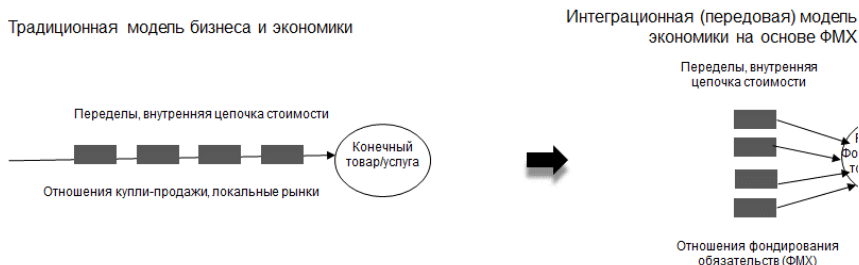 Традиционная модель бизнеса и экономики
Переделы, внутренняя цепочка стоимости
Конечный
товар/услуга
Отношения купли-продажи, локальные рынки
Интеграционная (передовая) модель
экономики на основе ФМХ
Переделы, внутренняя
цепочка стоимости
Отношения фондирования
обязательств (ФМХ)